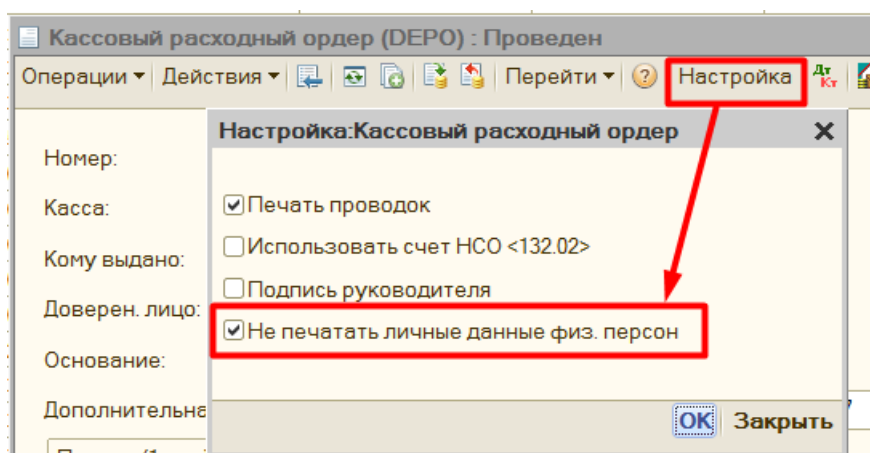 Кассовый расходный ордер (DEPO) : Проведен
Операции Действия Перейти Настройка
Дт
Кт
Настройка:Кассовый расходный ордер
Номер:
Касса:
Печать проводок
Использовать счет НСО <132.02>
Кому выдано:
Подпись руководителя
Доверен. лицо:
Не печатать личные данные физ. персон
Основание:
Дополнительна
OK Закрыть